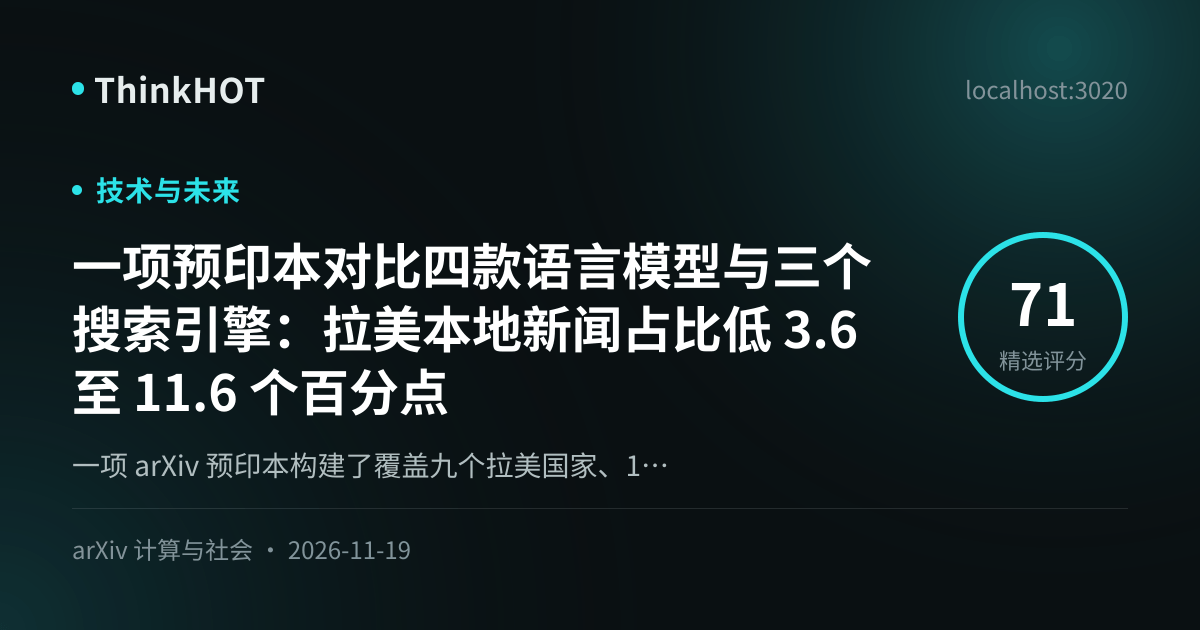 ThinkHOT
localhost:3020
技术与未来
一项预印本对比四款语言模型与三个
搜索引擎：拉美本地新闻占比低 3.6
至 11.6 个百分点
71
精选评分
一项 arXiv 预印本构建了覆盖九个拉美国家、1…
arXiv 计算与社会 · 2026-11-19